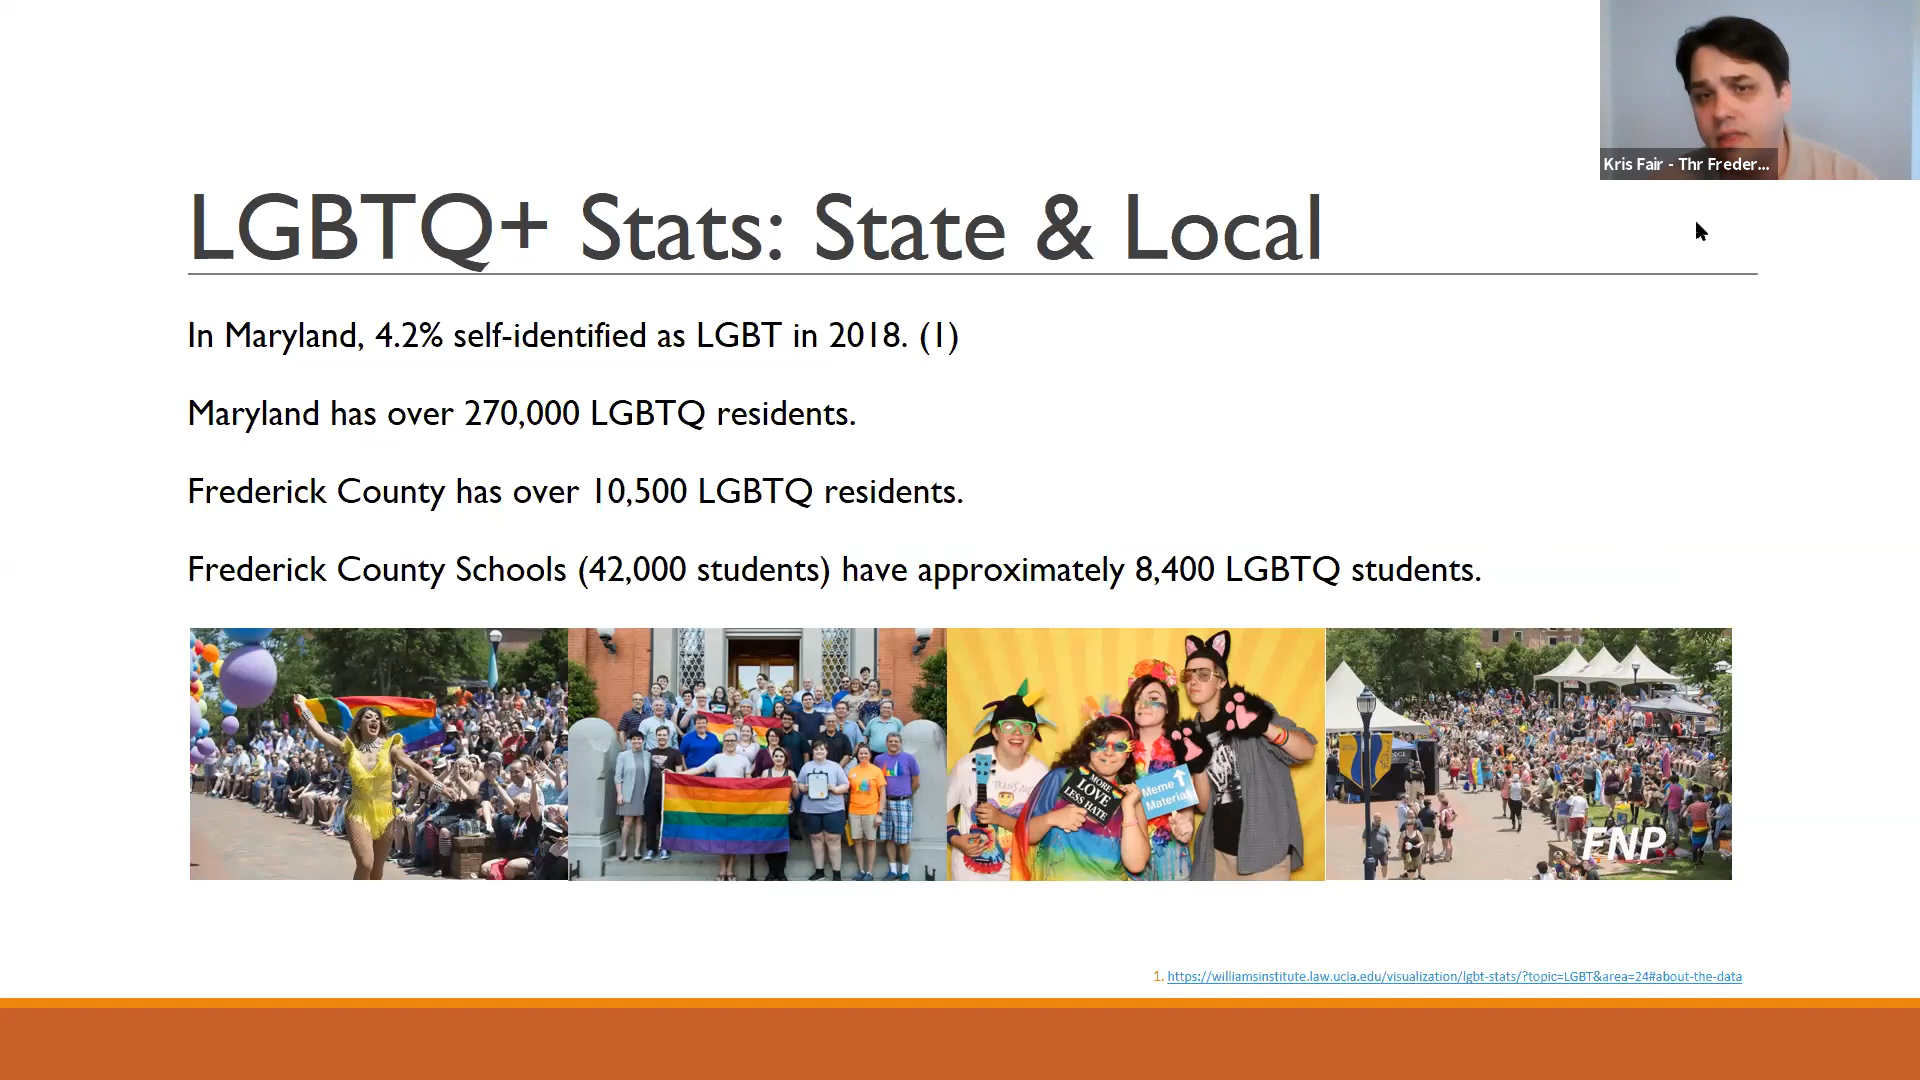 Kris Fair - Thr Freder...
LGBTQ+ Stats: State & Local
In Maryland, 4.2% self-identified as LGBT in 2018. (1)
Maryland has over 270,000 LGBTQ residents.
Frederick County has over 10,500 LGBTQ residents.
Frederick County Schools (42,000 students) have approximately 8,400 LGBTQ students.
MORE
LOVE
LESS HATE
Meme
Material
FNP
1. https://williamsinstitute.law.ucla.edu/visualization/lgbt-stats/?topic=LGBT&area=24#about-the-data